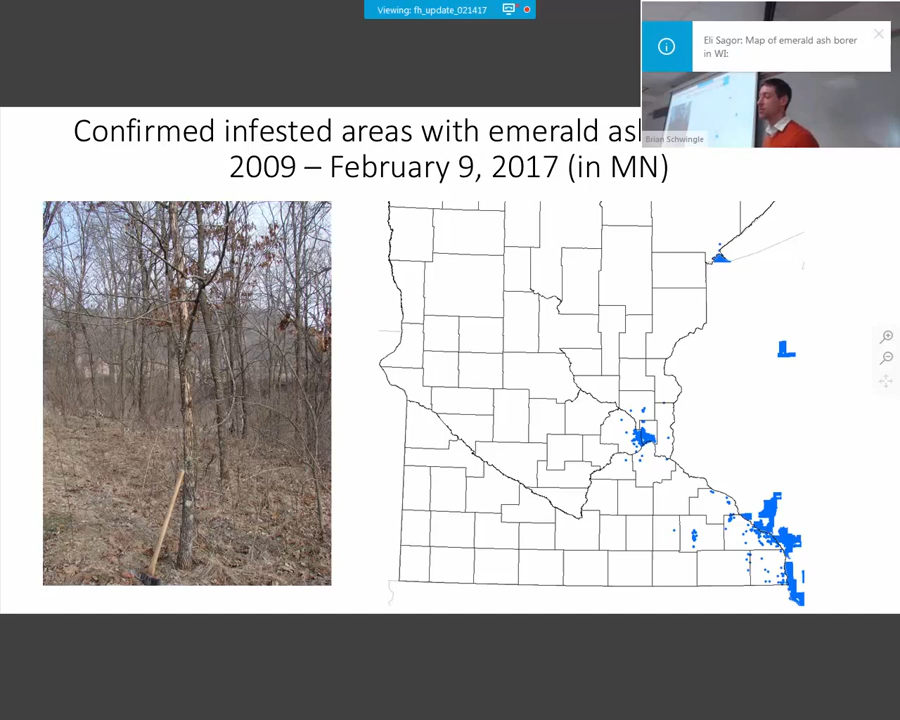 Viewing: fh_update_021417
Eli Sagor: Map of emerald ash borer
in WI:
Brian Schwingle
Confirmed infested areas with emerald as
2009 – February 9, 2017 (in MN)